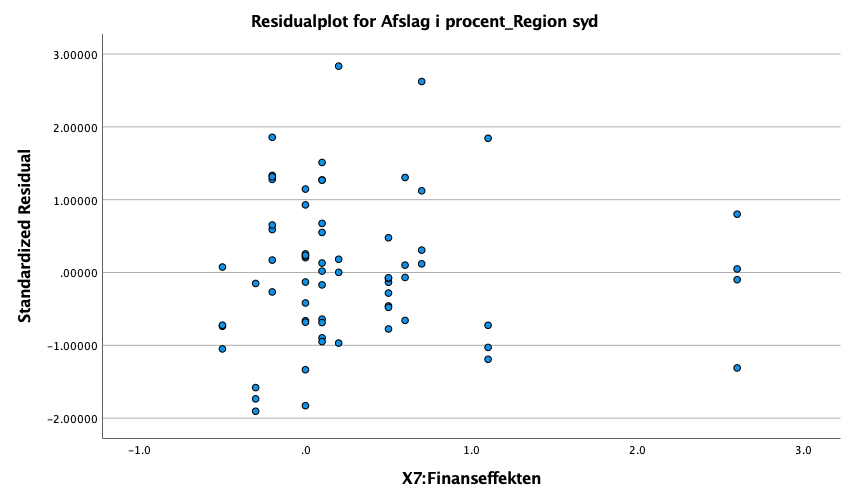 Residualplot for Afslag i procent_Region syd
Standardized Residual
3.00000
2.00000
1.00000
.00000
-1.00000
-2.00000
-1.0 .0 1.0 2.0 3.0
X7:Finanseffekten